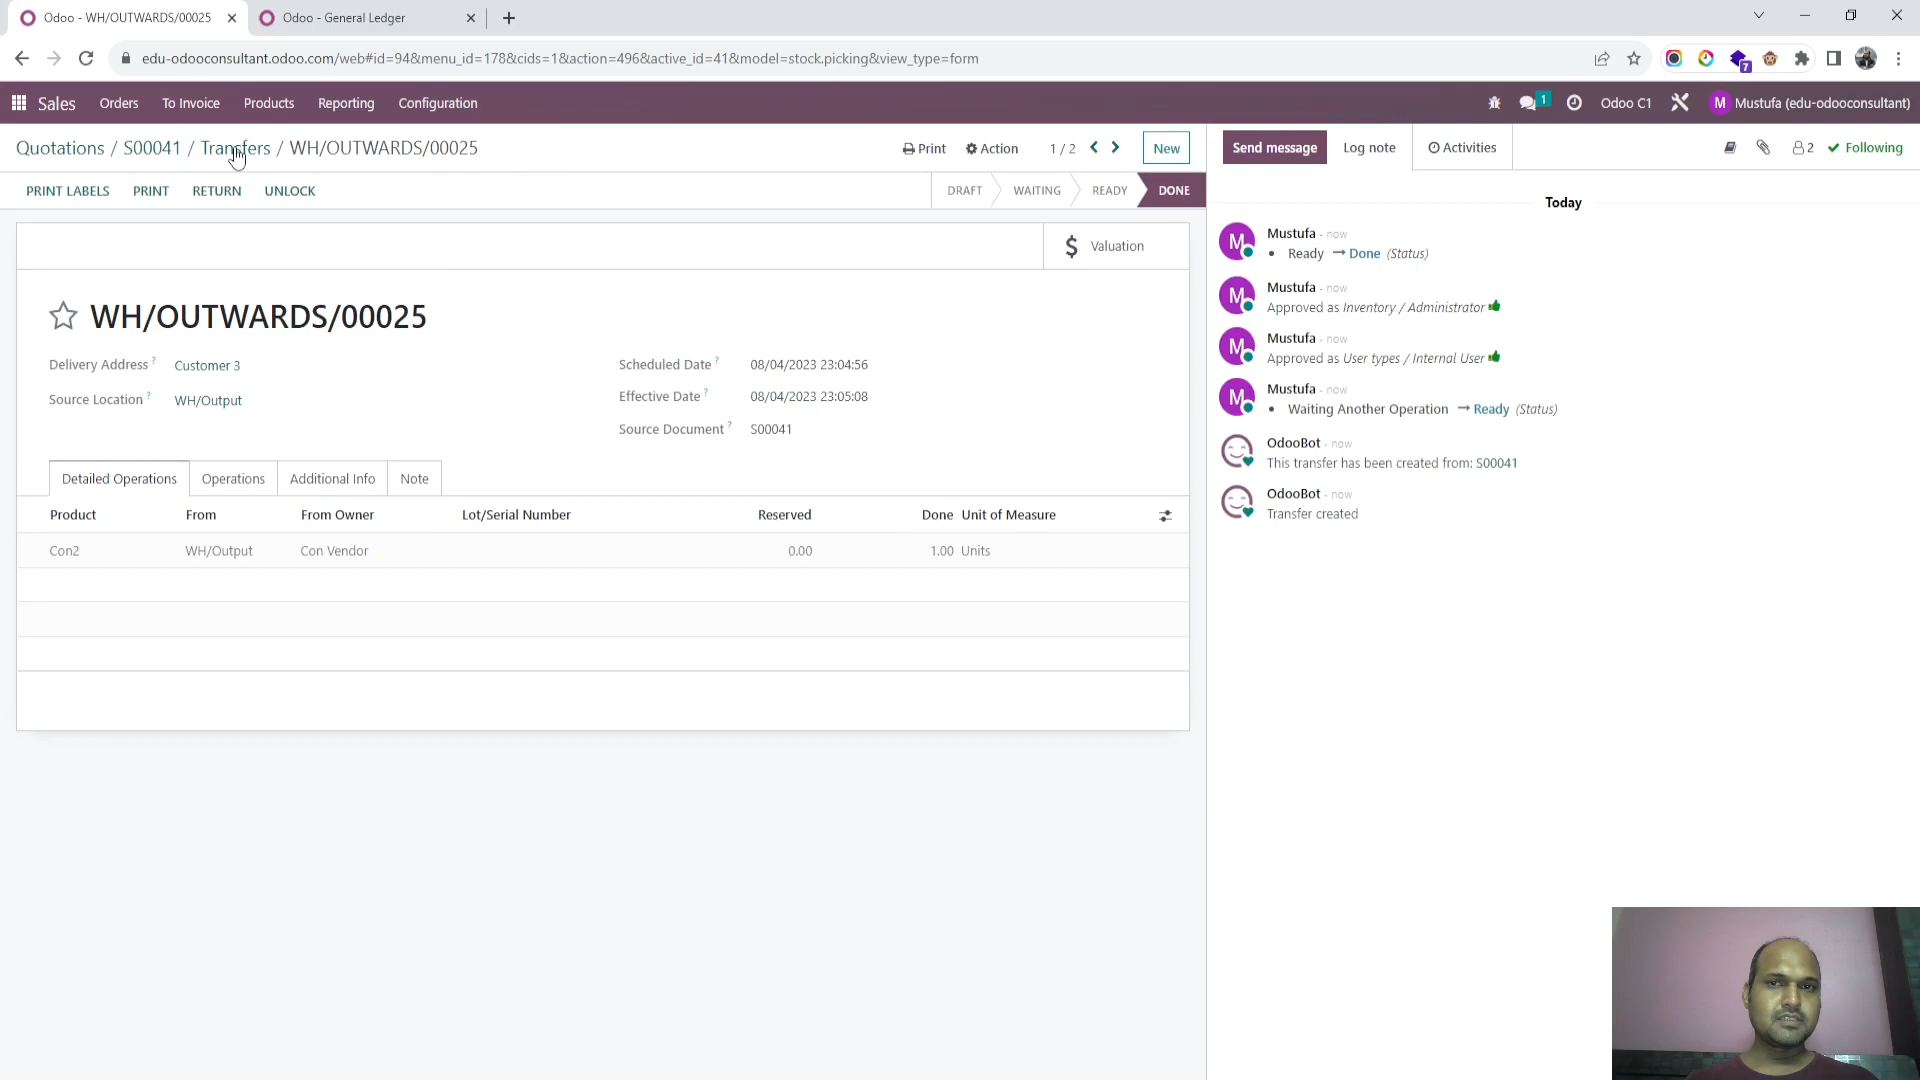 Odoo - WH/OUTWARDS/00025
Odoo - General Ledger
edu-odooconsultant.odoo.com/web#id=94&menu_id=178&cids=1&action=496&active_id=41&model=stock.picking&view_type=form
7
Sales Orders To Invoice Products Reporting Configuration
1 Odoo C1 M Mustufa (edu-odooconsultant)
Quotations / S00041 / Transfers / WH/OUTWARDS/00025
Print Action 1 / 2 New
PRINT LABELS PRINT RETURN UNLOCK
DRAFT WAITING READY DONE
$ Valuation
WH/OUTWARDS/00025
Delivery Address ? Customer 3
Source Location ? WH/Output
Scheduled Date ? 08/04/2023 23:04:56
Effective Date ? 08/04/2023 23:05:08
Source Document ? S00041
Detailed Operations Operations Additional Info Note
Product From From Owner Lot/Serial Number Reserved Done Unit of Measure
Con2 WH/Output Con Vendor 0.00 1.00 Units
Send message Log note Activities 2 Following
Today
M Mustufa - now
• Ready → Done (Status)
M Mustufa - now
Approved as Inventory / Administrator
M Mustufa - now
Approved as User types / Internal User
M Mustufa - now
• Waiting Another Operation → Ready (Status)
OdooBot - now
This transfer has been created from: S00041
OdooBot - now
Transfer created